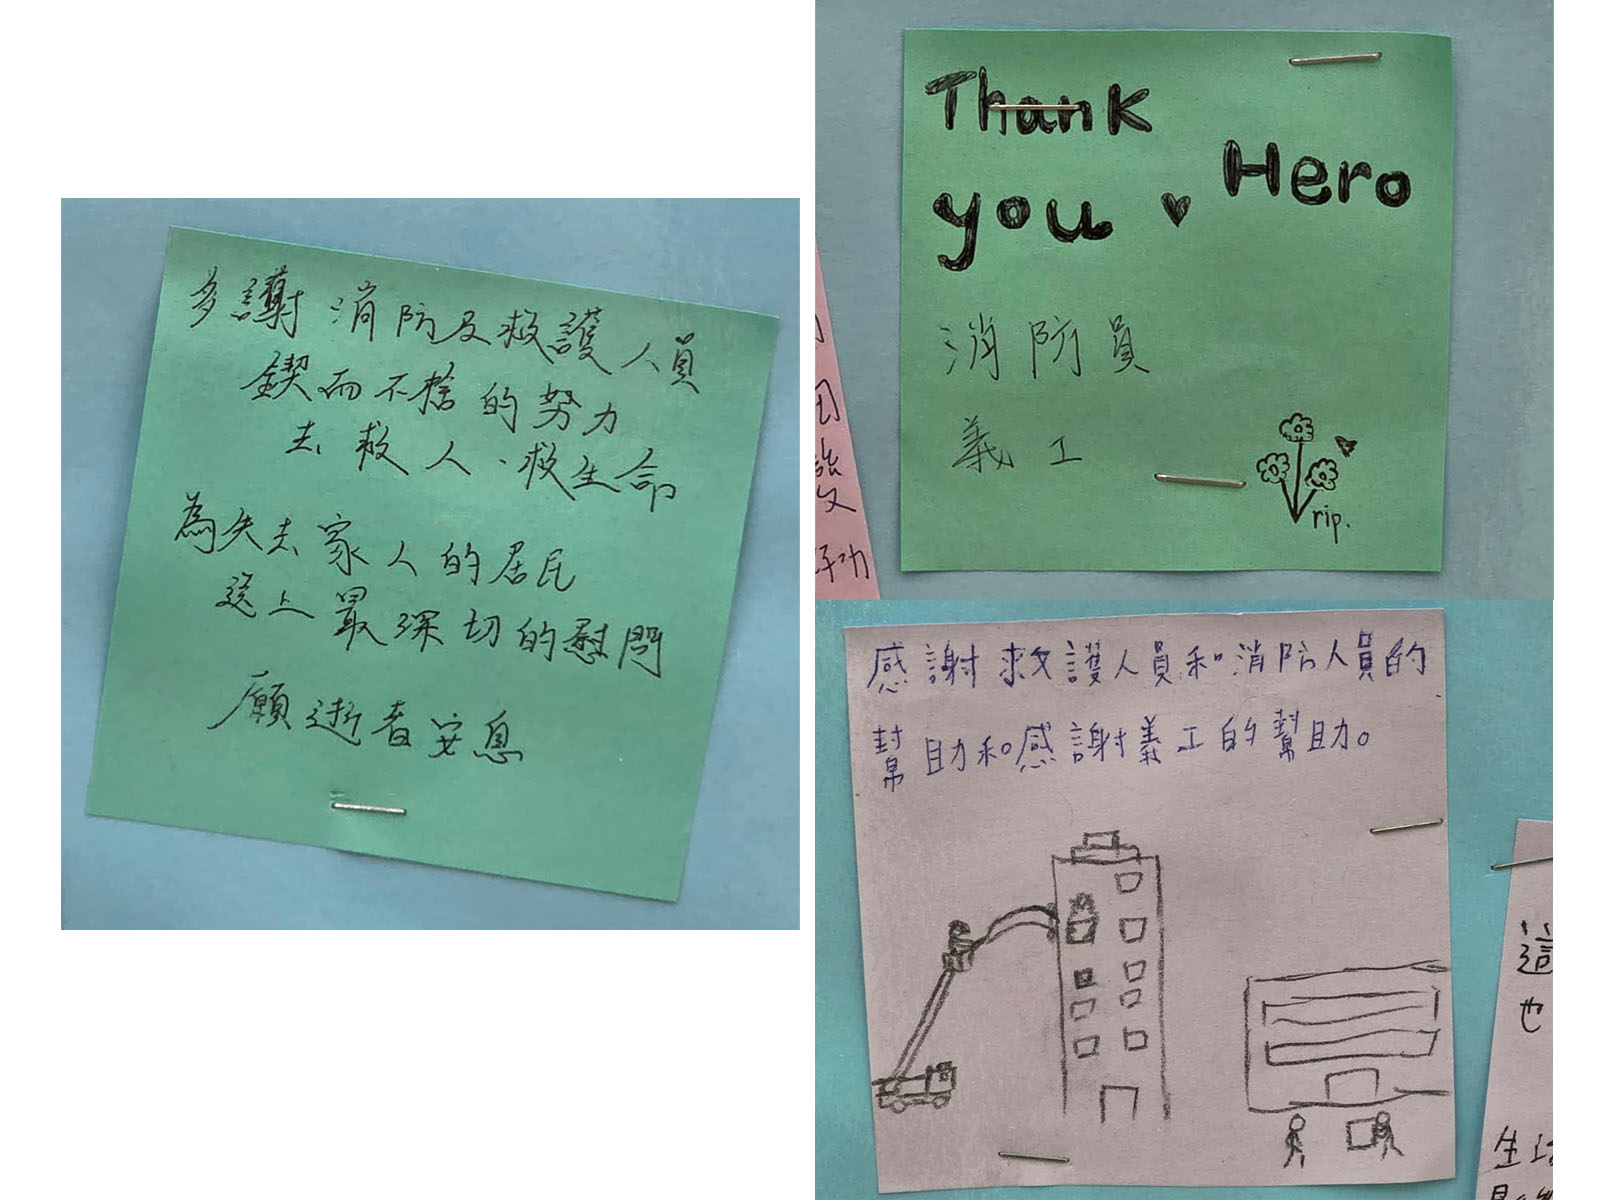 多謝消防及救護人員
鍥而不捨的努力
去救人、救生命
為失去家人的居民
送上最深切的慰問
願逝者安息
Thank
you ♥ Hero
消防員
義工
rip.
感謝救護人員和消防人員的
幫助和感謝義工的幫助。
這
也